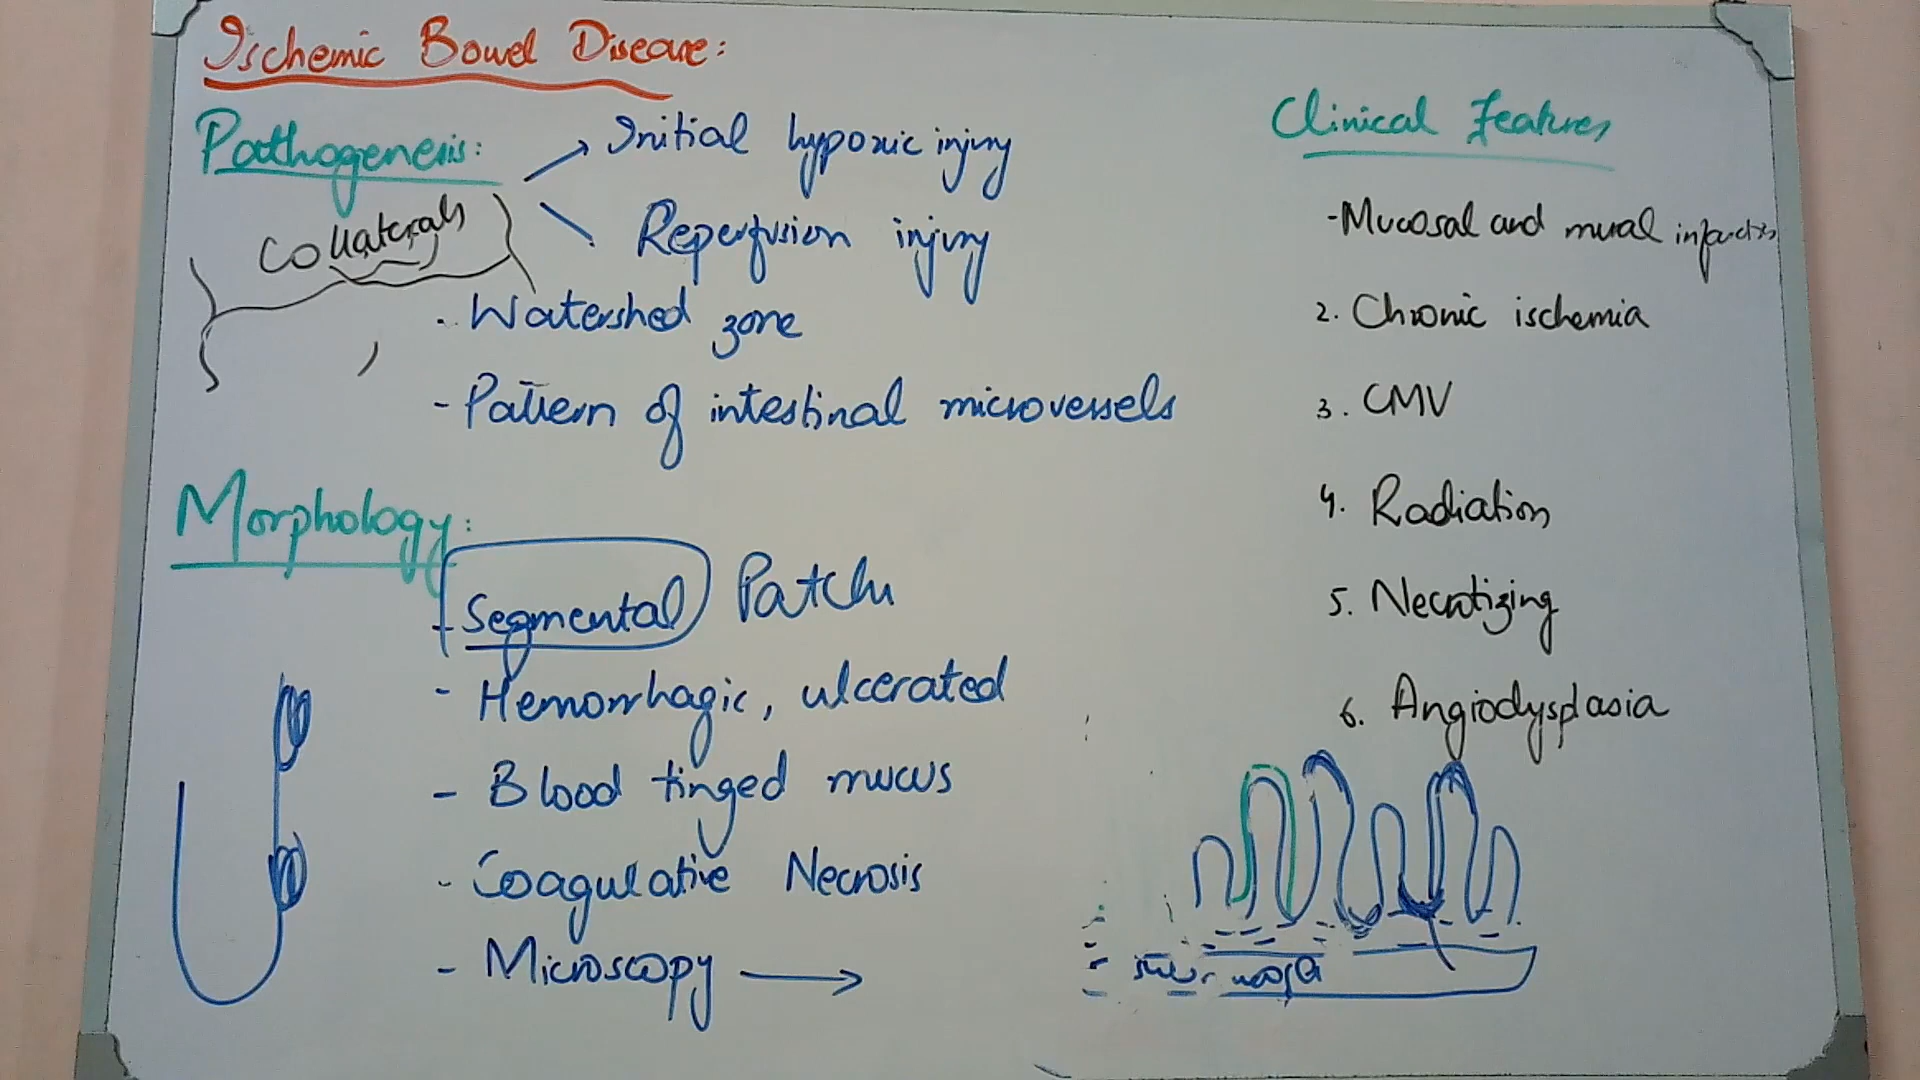 Ischemic Bowel Disease:
Pathogenesis:
Initial hypoxic injury
Reperfusion injury
Collaterals
. Watershed zone
- Pattern of intestinal microvessels
Morphology:
- Segmental Patch
- Hemorrhagic, ulcerated
- Blood tinged mucus
- Coagulative Necrosis
- Microscopy
Clinical Features
- Mucosal and mural infarctis
2. Chronic ischemia
3. CMV
4. Radiation
5. Necrotizing
6. Angiodysplasia